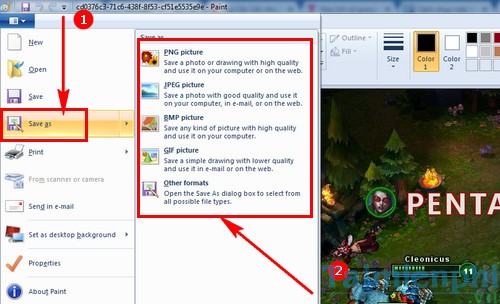 cd0376c3-71c6-438f-8f53-cf51e5535e9e - Paint
1
New
Open
Save
Save as
Print
From scanner or camera
Send in e-mail
Set as desktop background
Properties
About Paint
Save as
PNG picture
Save a photo or drawing with high quality
and use it on your computer or on the web.
JPEG picture
Save a photo with good quality and use it
on your computer, in e-mail, or on the web.
BMP picture
Save any kind of picture with high quality
and use it on your computer.
GIF picture
Save a simple drawing with lower quality
and use it in e-mail or on the web.
Other formats
Open the Save As dialog box to select from
all possible file types.
2
Outline
Fill
Size
Color
1
Color
2
PENTA
Cleonicus
11